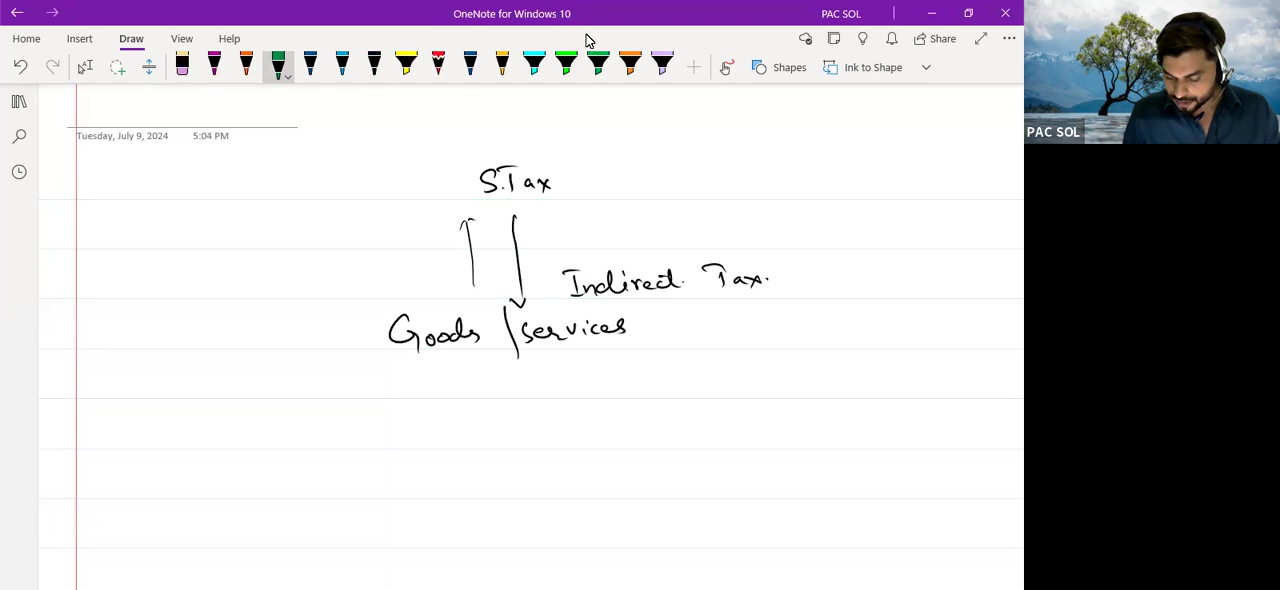 OneNote for Windows 10
PAC SOL
Home Insert Draw View Help
Share
Shapes
Ink to Shape
Tuesday, July 9, 2024 5:04 PM
S.Tax
Indirect. Tax.
Goods / services
PAC SOL